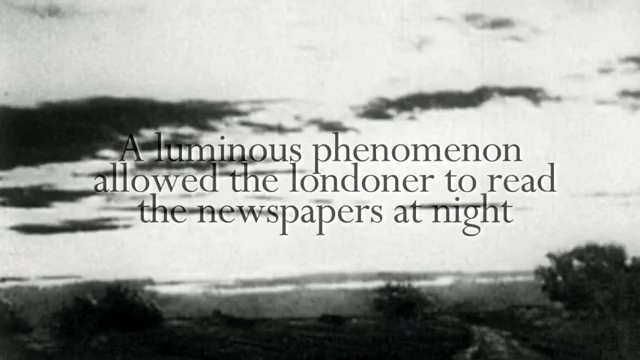 A luminous phenomenon
allowed the londoner to read
the newspapers at night